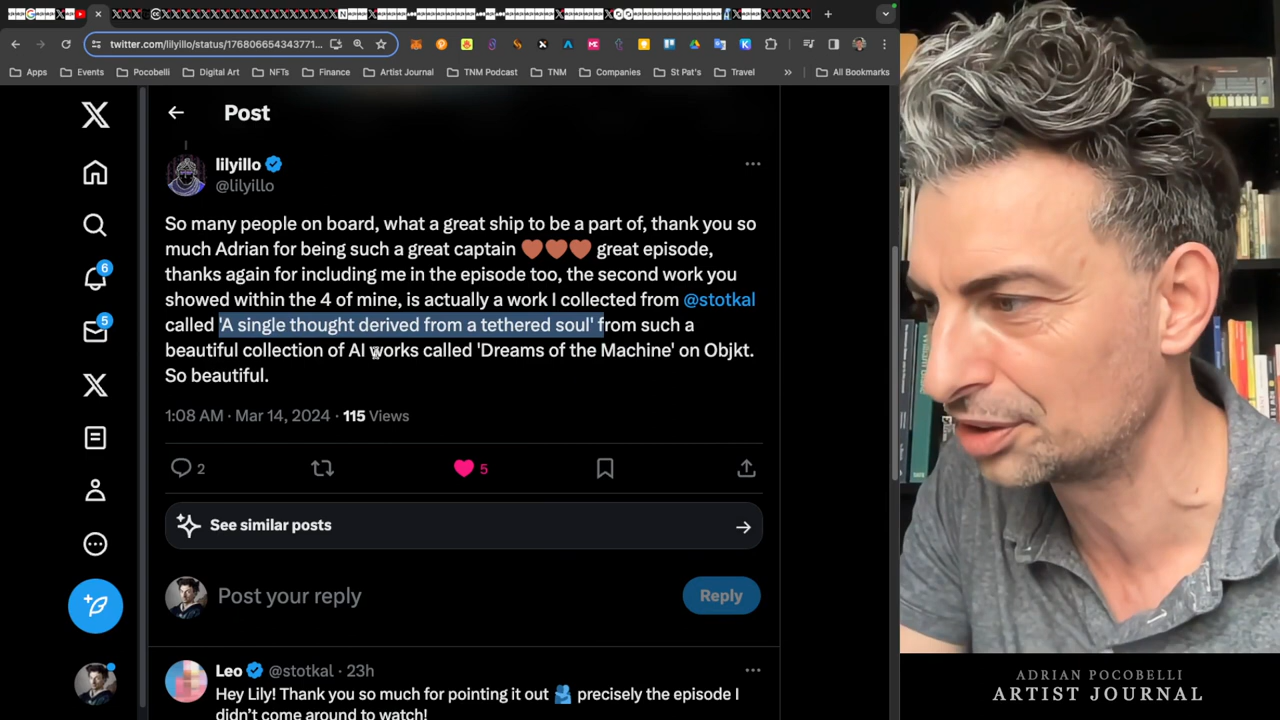 twitter.com/lilyillo/status/176806654343771...
Apps Events Pocobelli Digital Art NFTs Finance Artist Journal TNM Podcast TNM Companies St Pat's Travel » All Bookmarks
Post
lilyillo
@lilyillo
So many people on board, what a great ship to be a part of, thank you so
much Adrian for being such a great captain 🤎🤎🤎 great episode,
thanks again for including me in the episode too, the second work you
showed within the 4 of mine, is actually a work I collected from @stotkal
called 'A single thought derived from a tethered soul' from such a
beautiful collection of AI works called 'Dreams of the Machine' on Objkt.
So beautiful.
1:08 AM · Mar 14, 2024 · 115 Views
2 5
6
5
See similar posts
Post your reply
Reply
Leo @stotkal · 23h
Hey Lily! Thank you so much for pointing it out 🫂 precisely the episode I
didn't come around to watch!
ADRIAN POCOBELLI
ARTIST JOURNAL